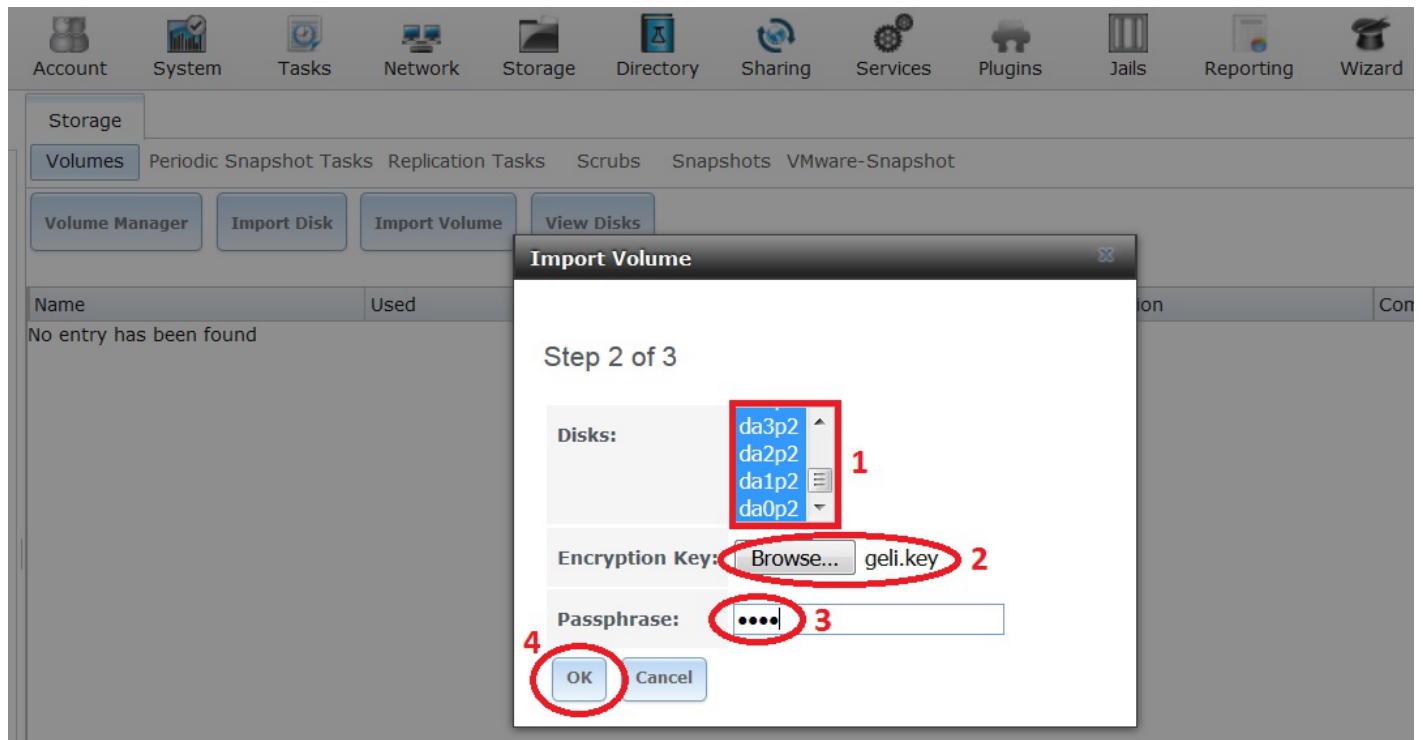 Account System Tasks Network Storage Directory Sharing Services Plugins Jails Reporting Wizard
Storage
Volumes Periodic Snapshot Tasks Replication Tasks Scrubs Snapshots VMware-Snapshot
Volume Manager Import Disk Import Volume View Disks
Import Volume
Name Used ion Com
No entry has been found
Step 2 of 3
Disks: da3p2
da2p2
da1p2 1
da0p2
Encryption Key: Browse... geli.key 2
Passphrase: •••• 3
4
OK Cancel